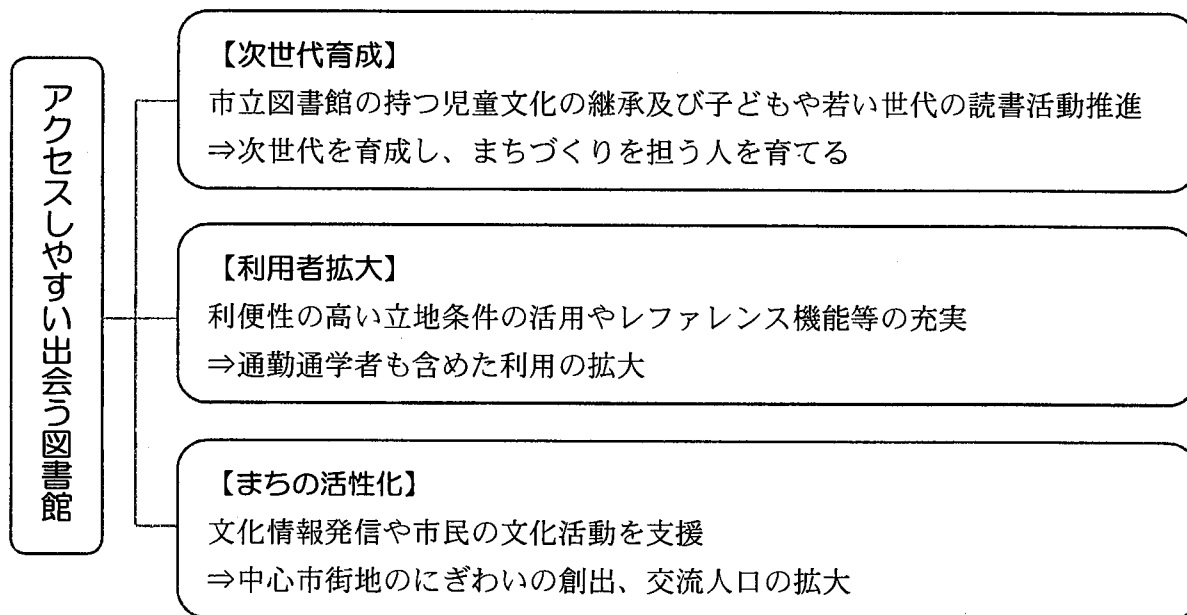 アクセスしやすい出会う図書館
【次世代育成】
市立図書館の持つ児童文化の継承及び子どもや若い世代の読書活動推進
⇒次世代を育成し、まちづくりを担う人を育てる
【利用者拡大】
利便性の高い立地条件の活用やレファレンス機能等の充実
⇒通勤通学者も含めた利用の拡大
【まちの活性化】
文化情報発信や市民の文化活動を支援
⇒中心市街地のにぎわいの創出、交流人口の拡大